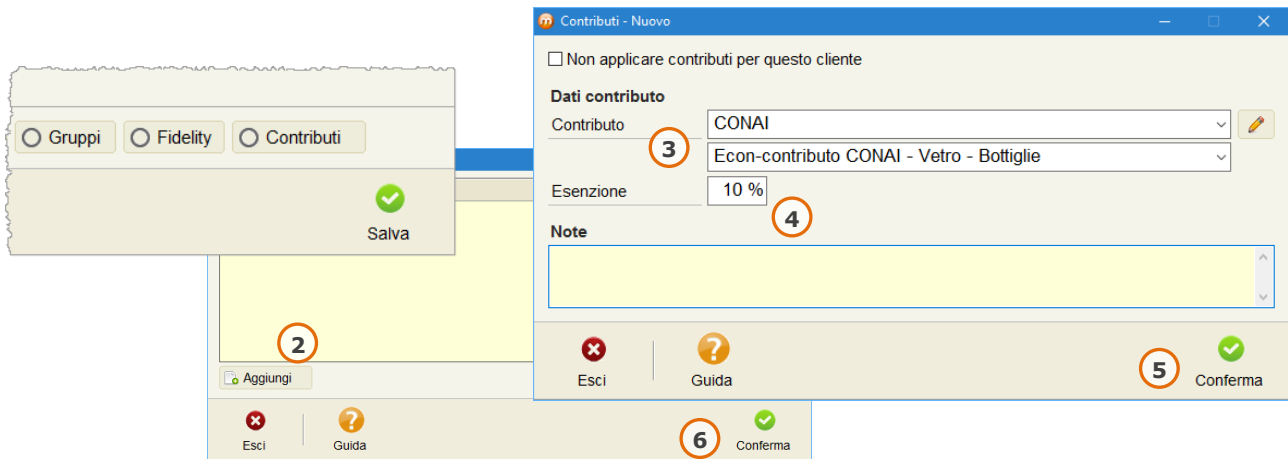 Gruppi Fidelity Contributi
Salva
2
Aggiungi
Esci Guida 6 Conferma
Contributi - Nuovo
Non applicare contributi per questo cliente
Dati contributo
Contributo CONAI
3 Econ-contributo CONAI - Vetro - Bottiglie
Esenzione 10 %
4
Note
Esci Guida 5 Conferma